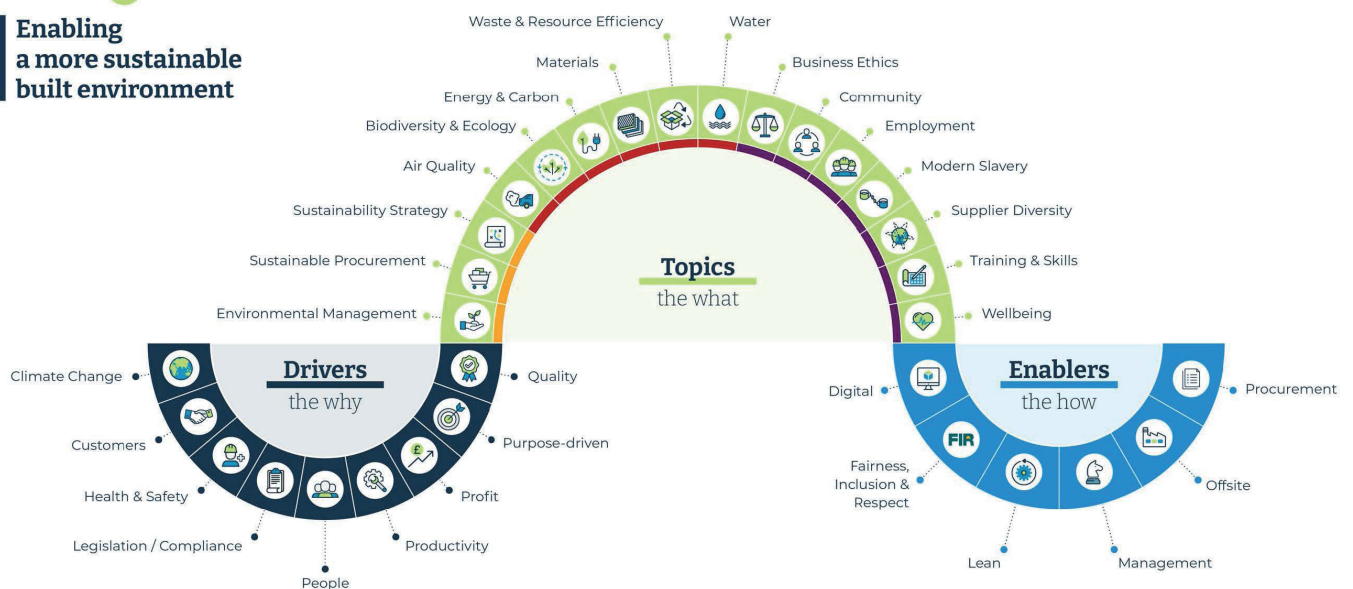 Enabling
a more sustainable
built environment
Waste & Resource Efficiency
Water
Materials
Business Ethics
Energy & Carbon
Community
Biodiversity & Ecology
Employment
Air Quality
Modern Slavery
Sustainability Strategy
Supplier Diversity
Sustainable Procurement
Training & Skills
Environmental Management
Wellbeing
Topics
the what
Drivers
the why
Climate Change
Customers
Health & Safety
Legislation / Compliance
People
Productivity
£
Profit
Purpose-driven
Quality
Enablers
the how
Digital
FIR
Fairness,
Inclusion &
Respect
Lean
Management
Offsite
Procurement